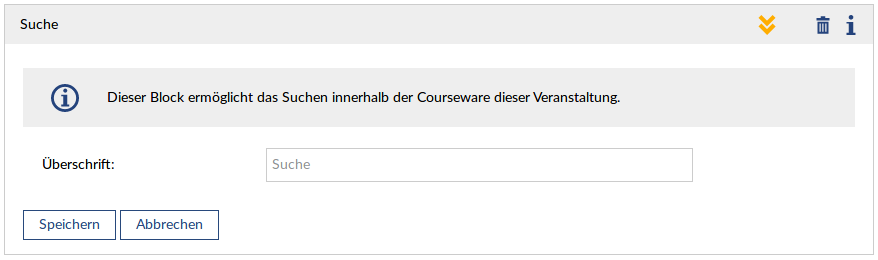 Suche
Dieser Block ermöglicht das Suchen innerhalb der Courseware dieser Veranstaltung.
Überschrift: Suche
Speichern Abbrechen